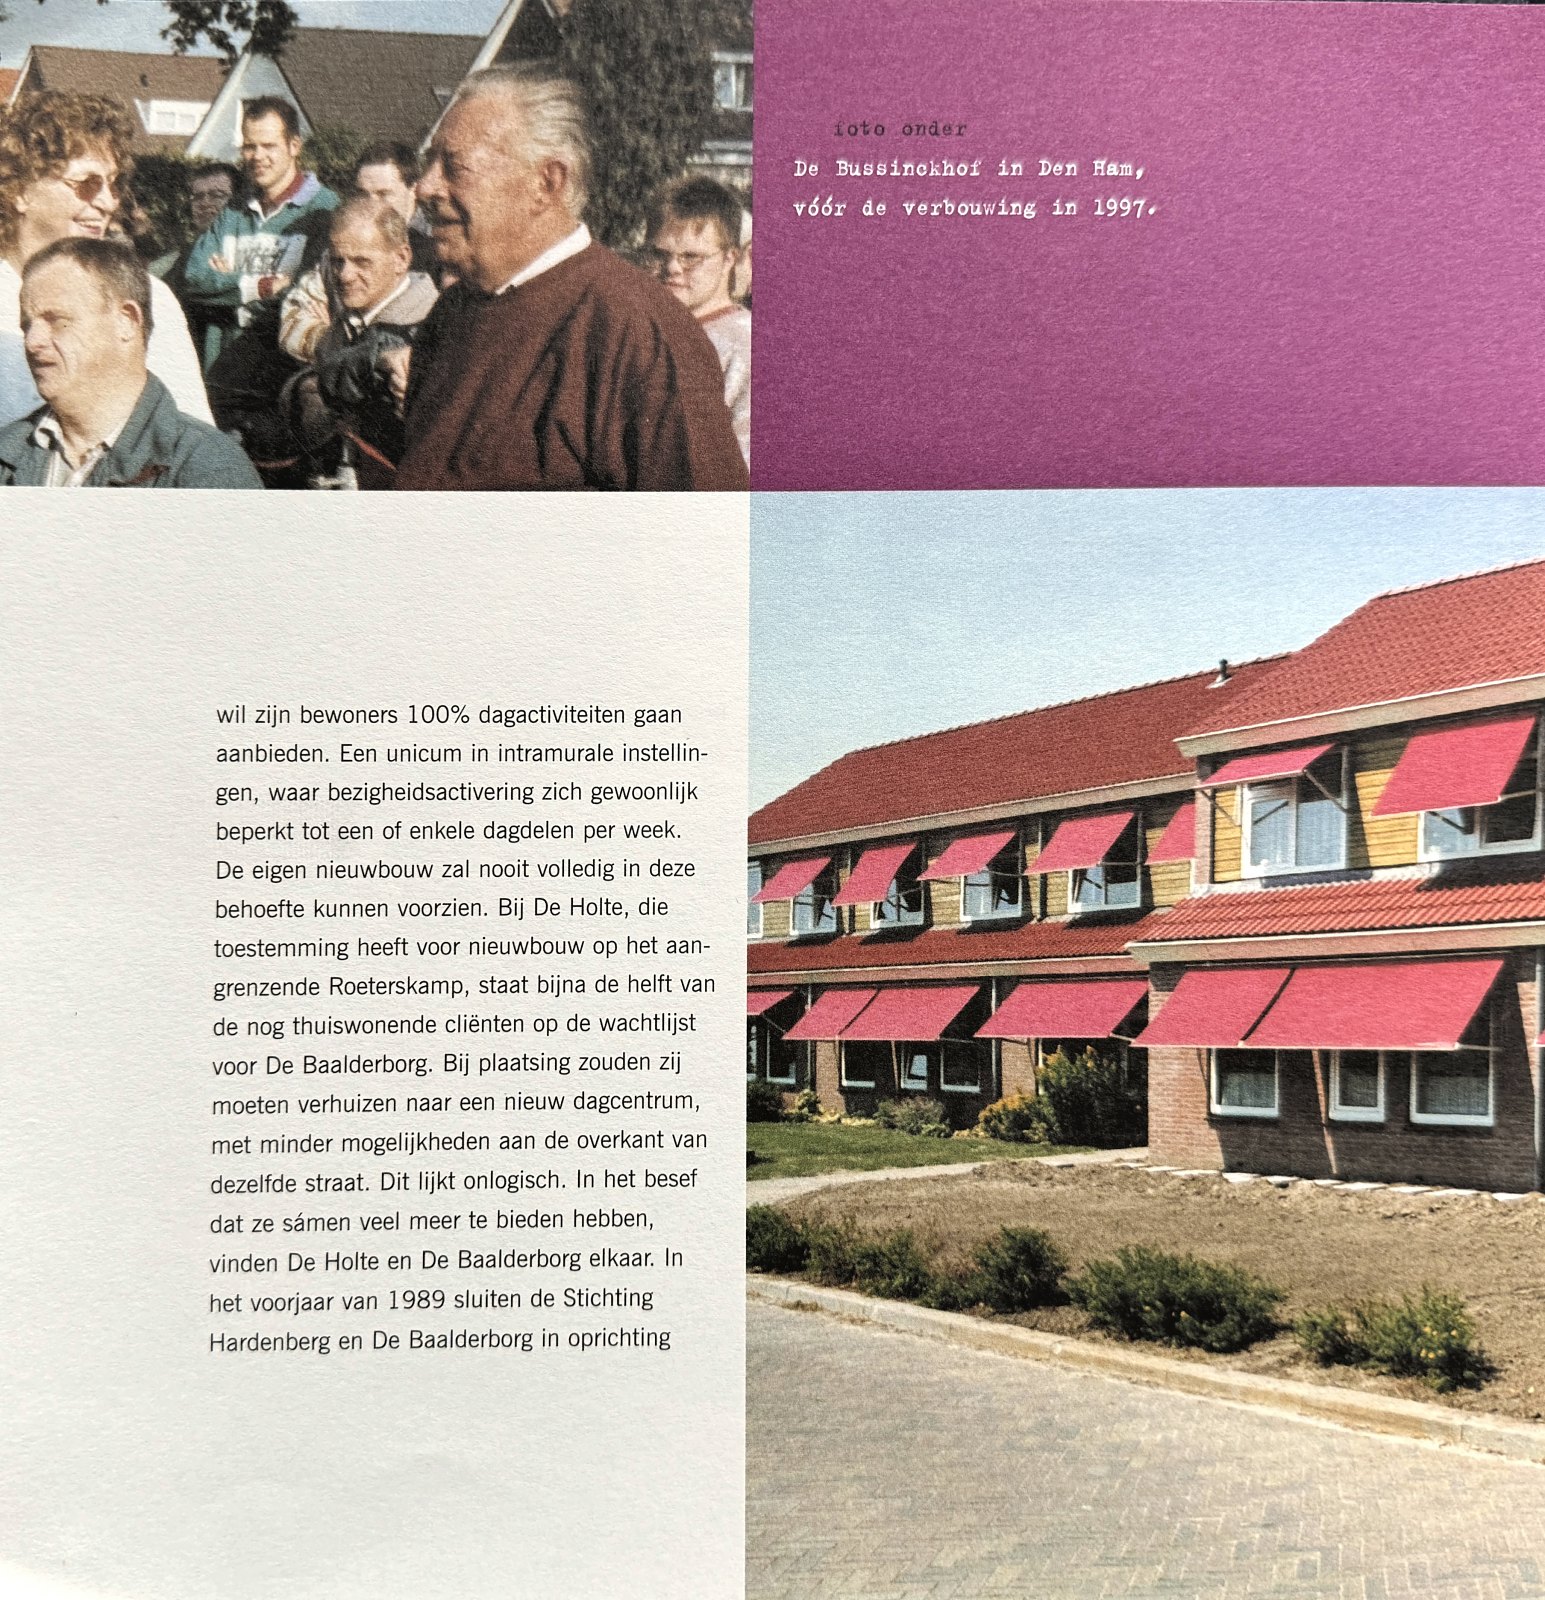 foto onder
De Bussinckhof in Den Ham,
vóór de verbouwing in 1997.
wil zijn bewoners 100% dagactiviteiten gaan
aanbieden. Een unicum in intramurale instellin-
gen, waar bezigheidsactivering zich gewoonlijk
beperkt tot een of enkele dagdelen per week.
De eigen nieuwbouw zal nooit volledig in deze
behoefte kunnen voorzien. Bij De Holte, die
toestemming heeft voor nieuwbouw op het aan-
grenzende Roeterskamp, staat bijna de helft van
de nog thuiswonende cliënten op de wachtlijst
voor De Baalderborg. Bij plaatsing zouden zij
moeten verhuizen naar een nieuw dagcentrum,
met minder mogelijkheden aan de overkant van
dezelfde straat. Dit lijkt onlogisch. In het besef
dat ze sámen veel meer te bieden hebben,
vinden De Holte en De Baalderborg elkaar. In
het voorjaar van 1989 sluiten de Stichting
Hardenberg en De Baalderborg in oprichting